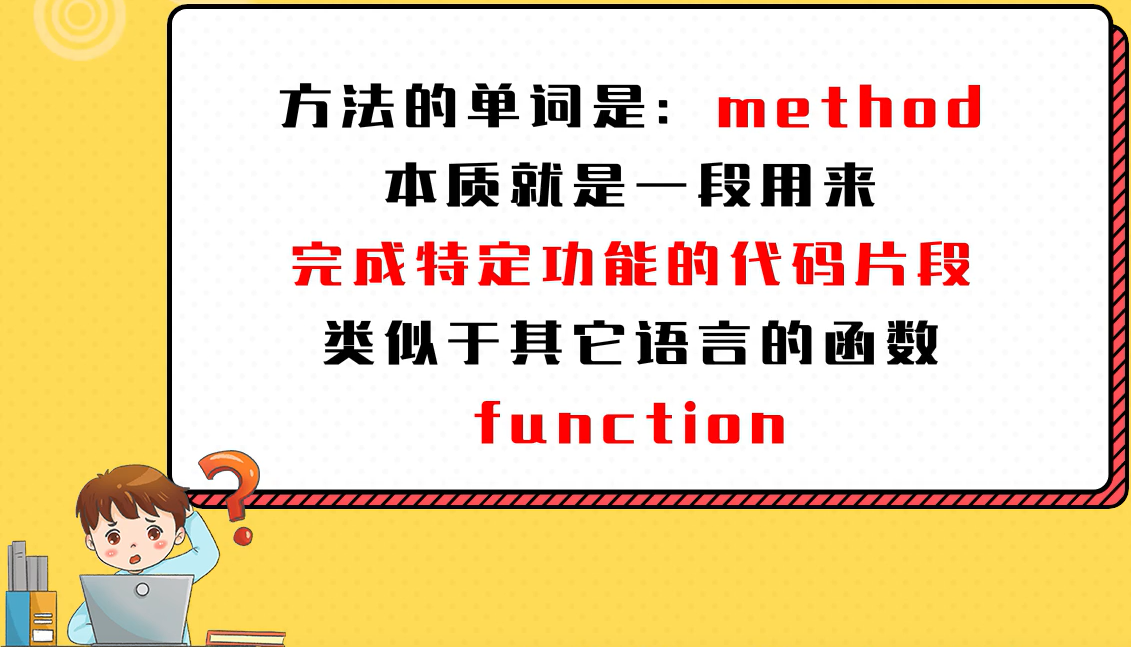 方法的单词是：method
本质就是一段用来
完成特定功能的代码片段
类似于其它语言的函数
function